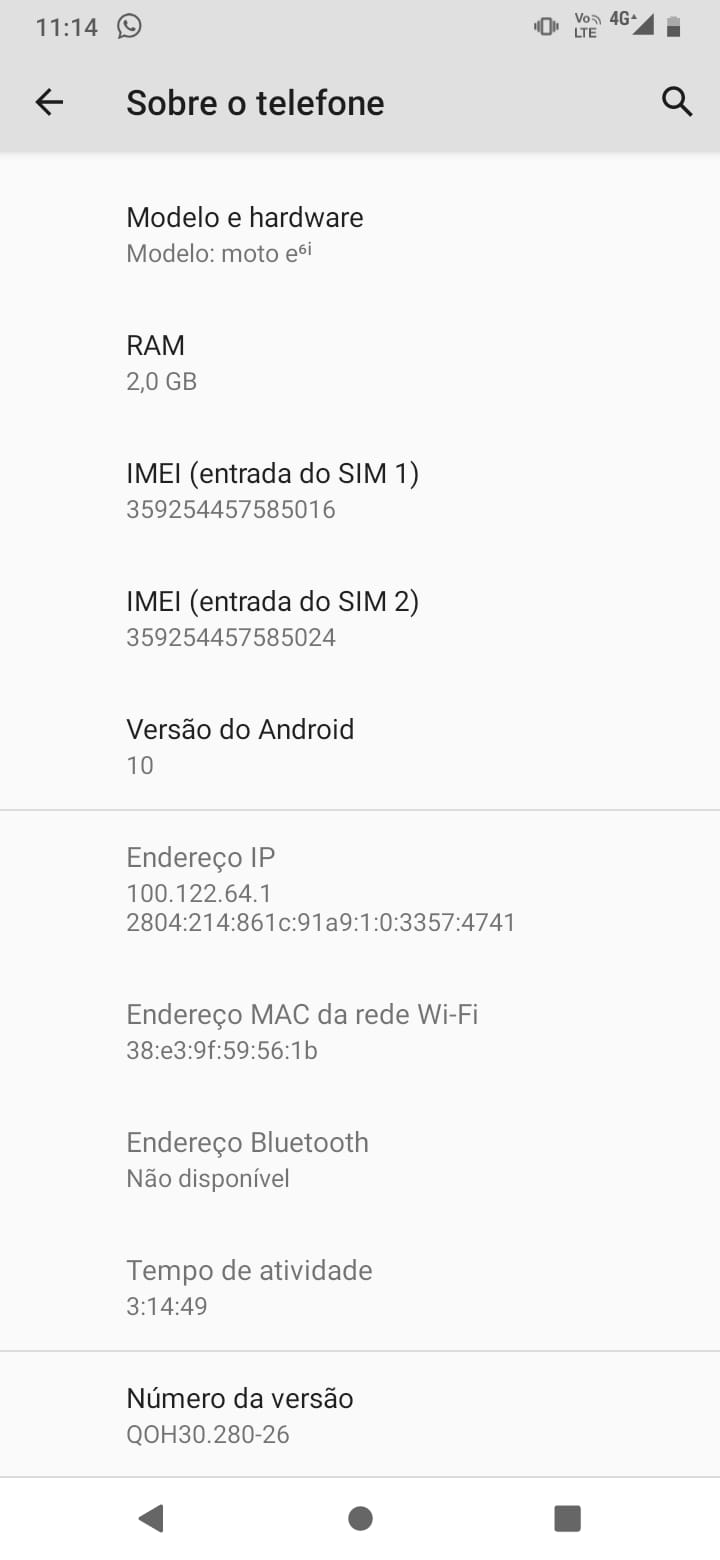 11:14
Vo LTE 4G
Sobre o telefone
Modelo e hardware
Modelo: moto e⁶ⁱ
RAM
2,0 GB
IMEI (entrada do SIM 1)
359254457585016
IMEI (entrada do SIM 2)
359254457585024
Versão do Android
10
Endereço IP
100.122.64.1
2804:214:861c:91a9:1:0:3357:4741
Endereço MAC da rede Wi-Fi
38:e3:9f:59:56:1b
Endereço Bluetooth
Não disponível
Tempo de atividade
3:14:49
Número da versão
QOH30.280-26